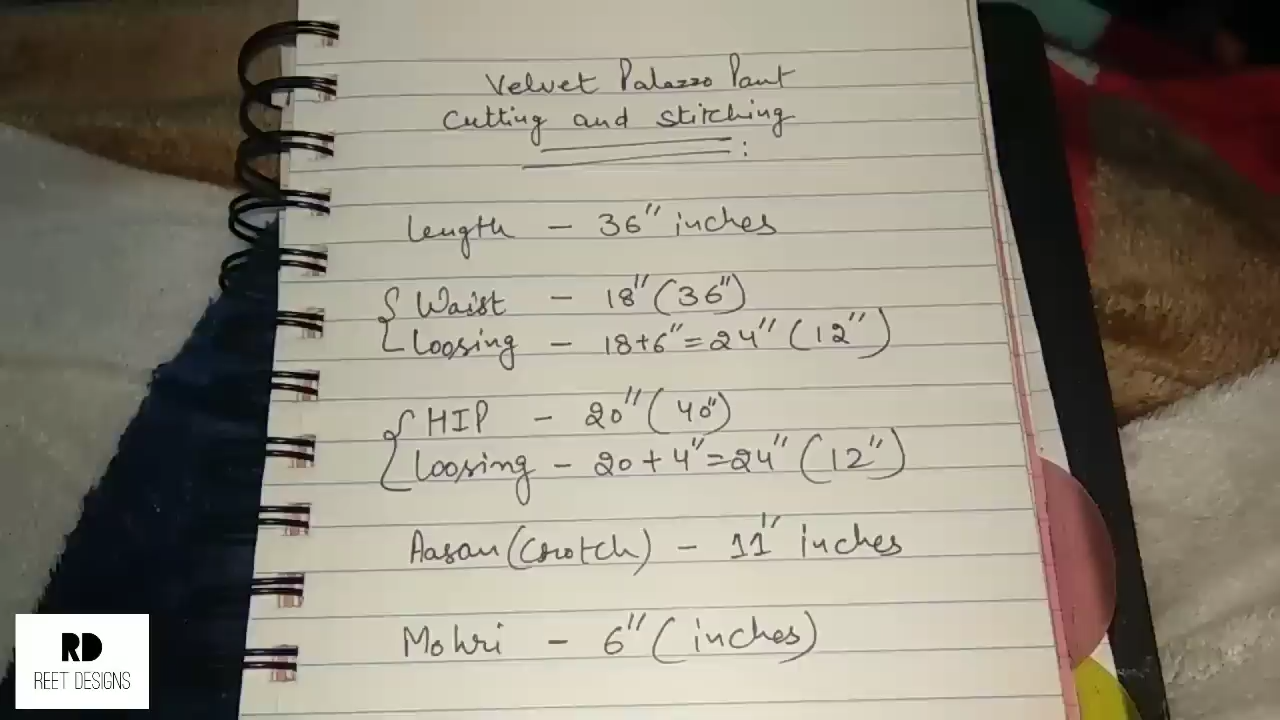 Velvet Palazzo Pant
Cutting and stitching
:
Length - 36" inches
Waist - 18" (36")
Loosing - 18+6"=24" (12")
HIP - 20" (40")
Loosing - 20+4"=24" (12")
Aasan (Crotch) - 11" inches
Mohri - 6" (inches)
RD
REET DESIGNS